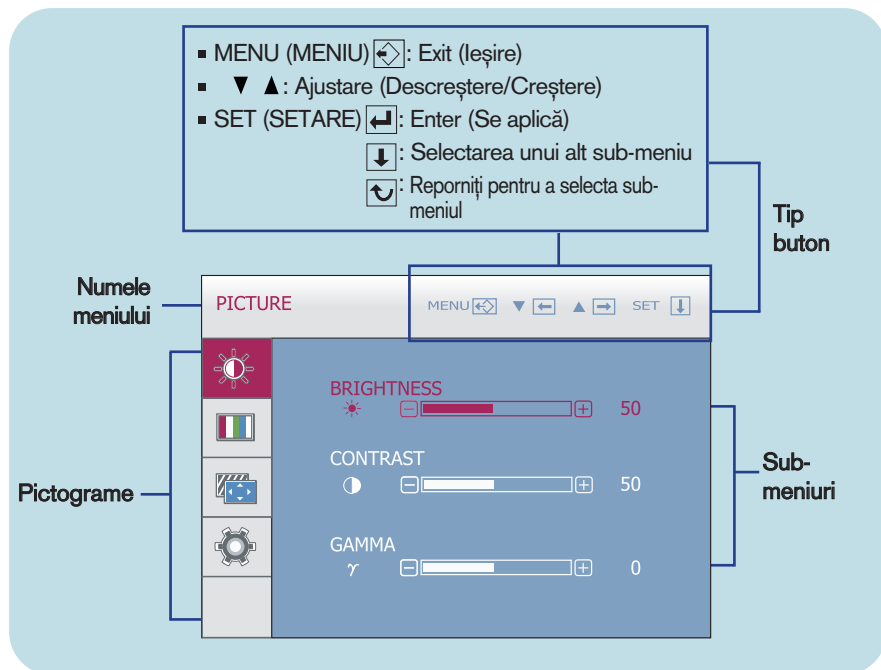 MENU (MENIU) : Exit (Ieșire)
▼ ▲ : Ajustare (Descreștere/Creștere)
SET (SETARE) : Enter (Se aplică)
: Selectarea unui alt sub-meniu
: Reporniți pentru a selecta sub-
meniul
Tip
buton
Numele
meniului
PICTURE
MENU ▼ ▲ SET
BRIGHTNESS
50
CONTRAST
50
GAMMA
γ 0
Pictograme
Sub-
meniuri